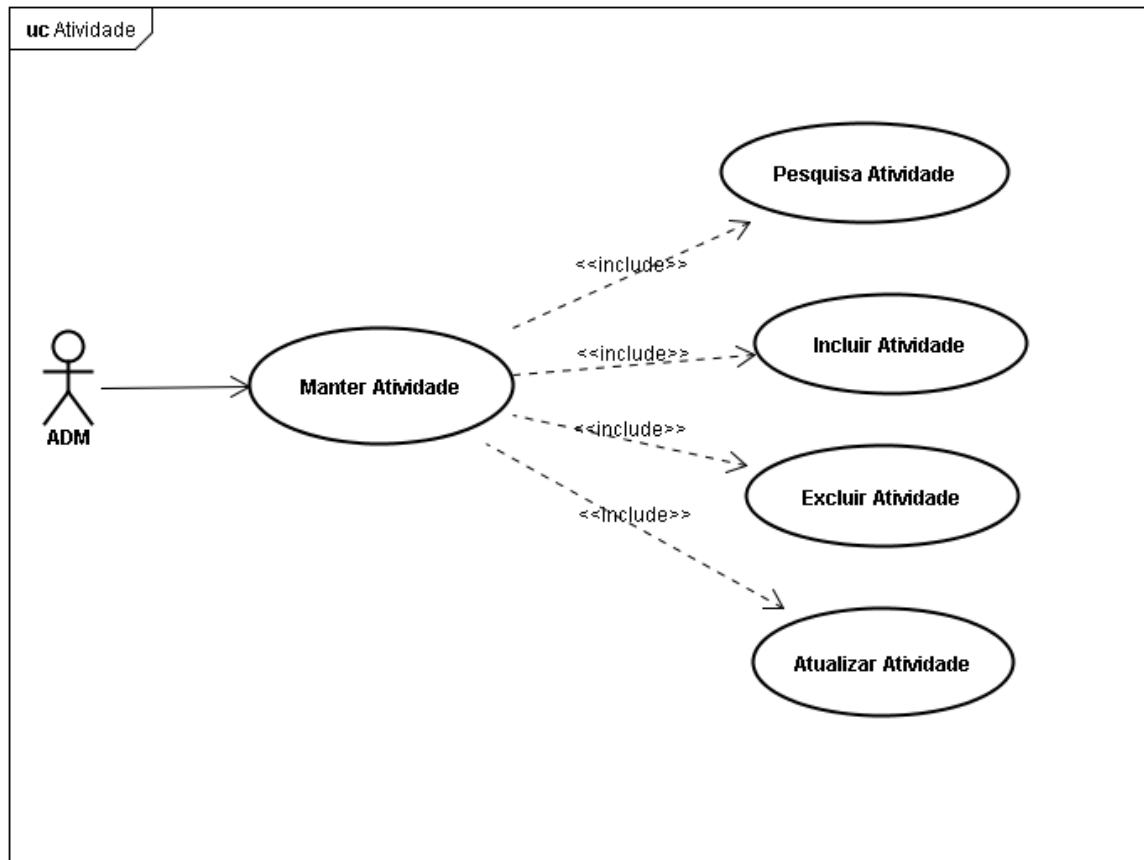 uc Atividade
Pesquisa Atividade
<<include>>
Incluir Atividade
<<include>>
Manter Atividade
ADM
<<include>>
Excluir Atividade
<<include>>
Atualizar Atividade